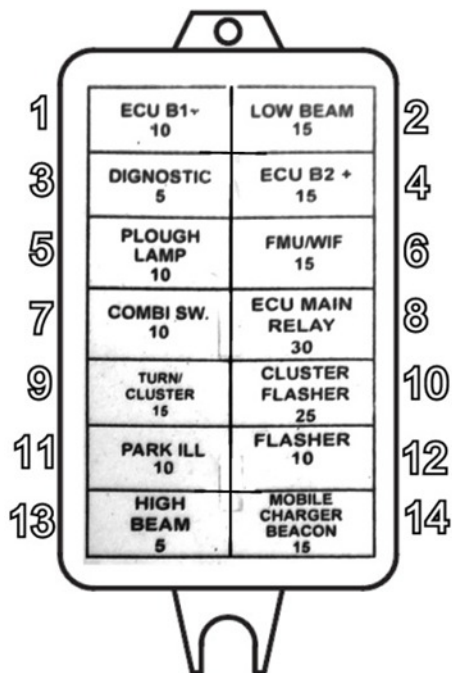 1 ECU B1- 10 LOW BEAM 15 2
3 DIGNOSTIC 5 ECU B2 + 15 4
5 PLOUGH LAMP 10 FMU/WIF 15 6
7 COMBI SW. 10 ECU MAIN RELAY 30 8
9 TURN/ CLUSTER 15 CLUSTER FLASHER 25 10
11 PARK ILL 10 FLASHER 10 12
13 HIGH BEAM 5 MOBILE CHARGER BEACON 15 14